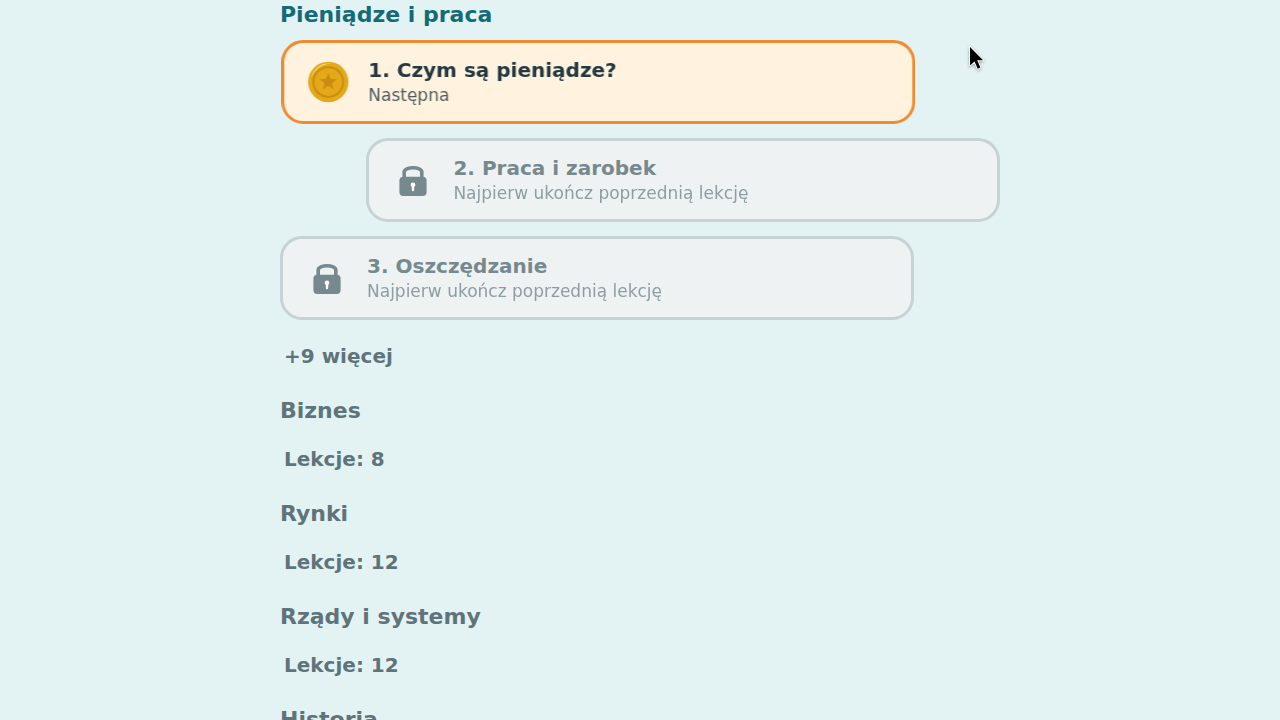 Pieniądze i praca
1. Czym są pieniądze?
Następna
2. Praca i zarobek
Najpierw ukończ poprzednią lekcję
3. Oszczędzanie
Najpierw ukończ poprzednią lekcję
+9 więcej
Biznes
Lekcje: 8
Rynki
Lekcje: 12
Rządy i systemy
Lekcje: 12
Historia